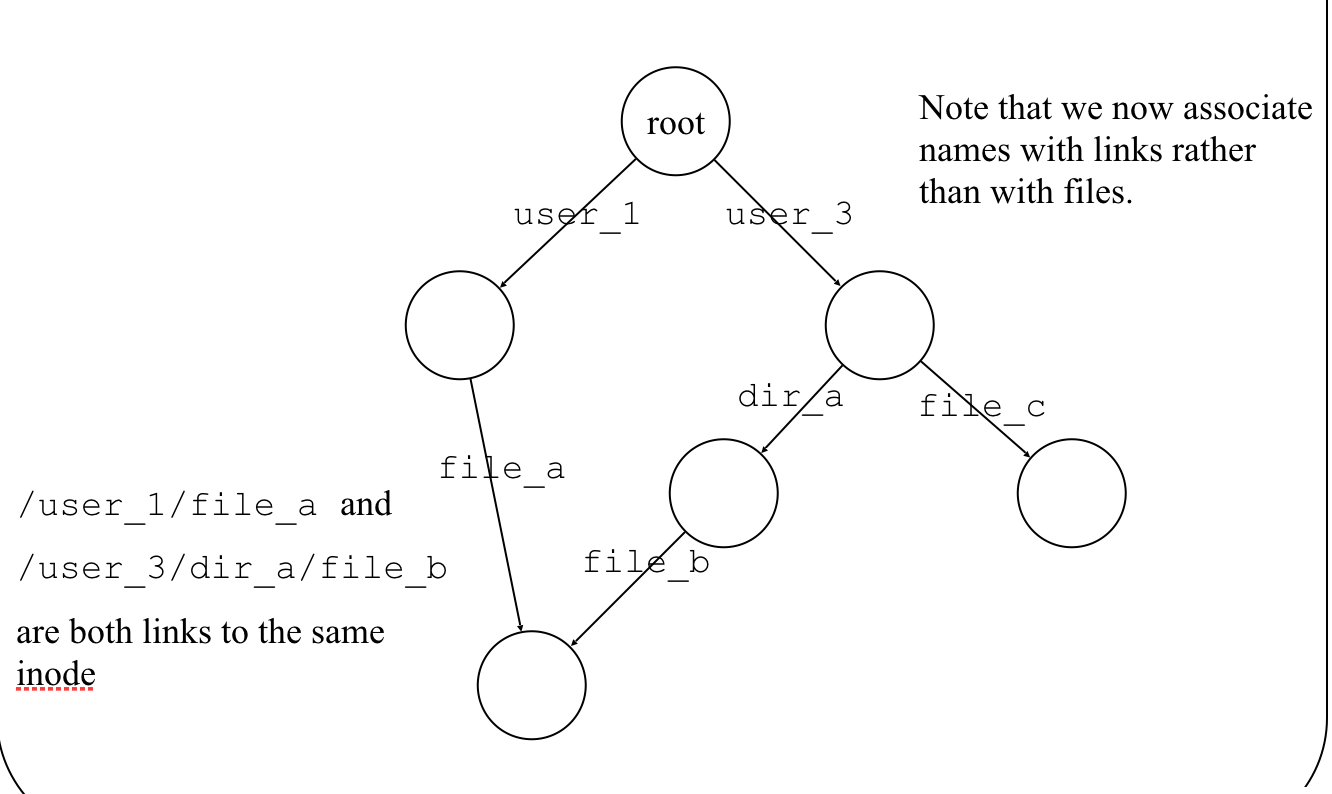 root
Note that we now associate
names with links rather
than with files.
user_1
user_3
dir_a
file_c
file_a
/user_1/file_a and
file_b
/user_3/dir_a/file_b
are both links to the same
inode